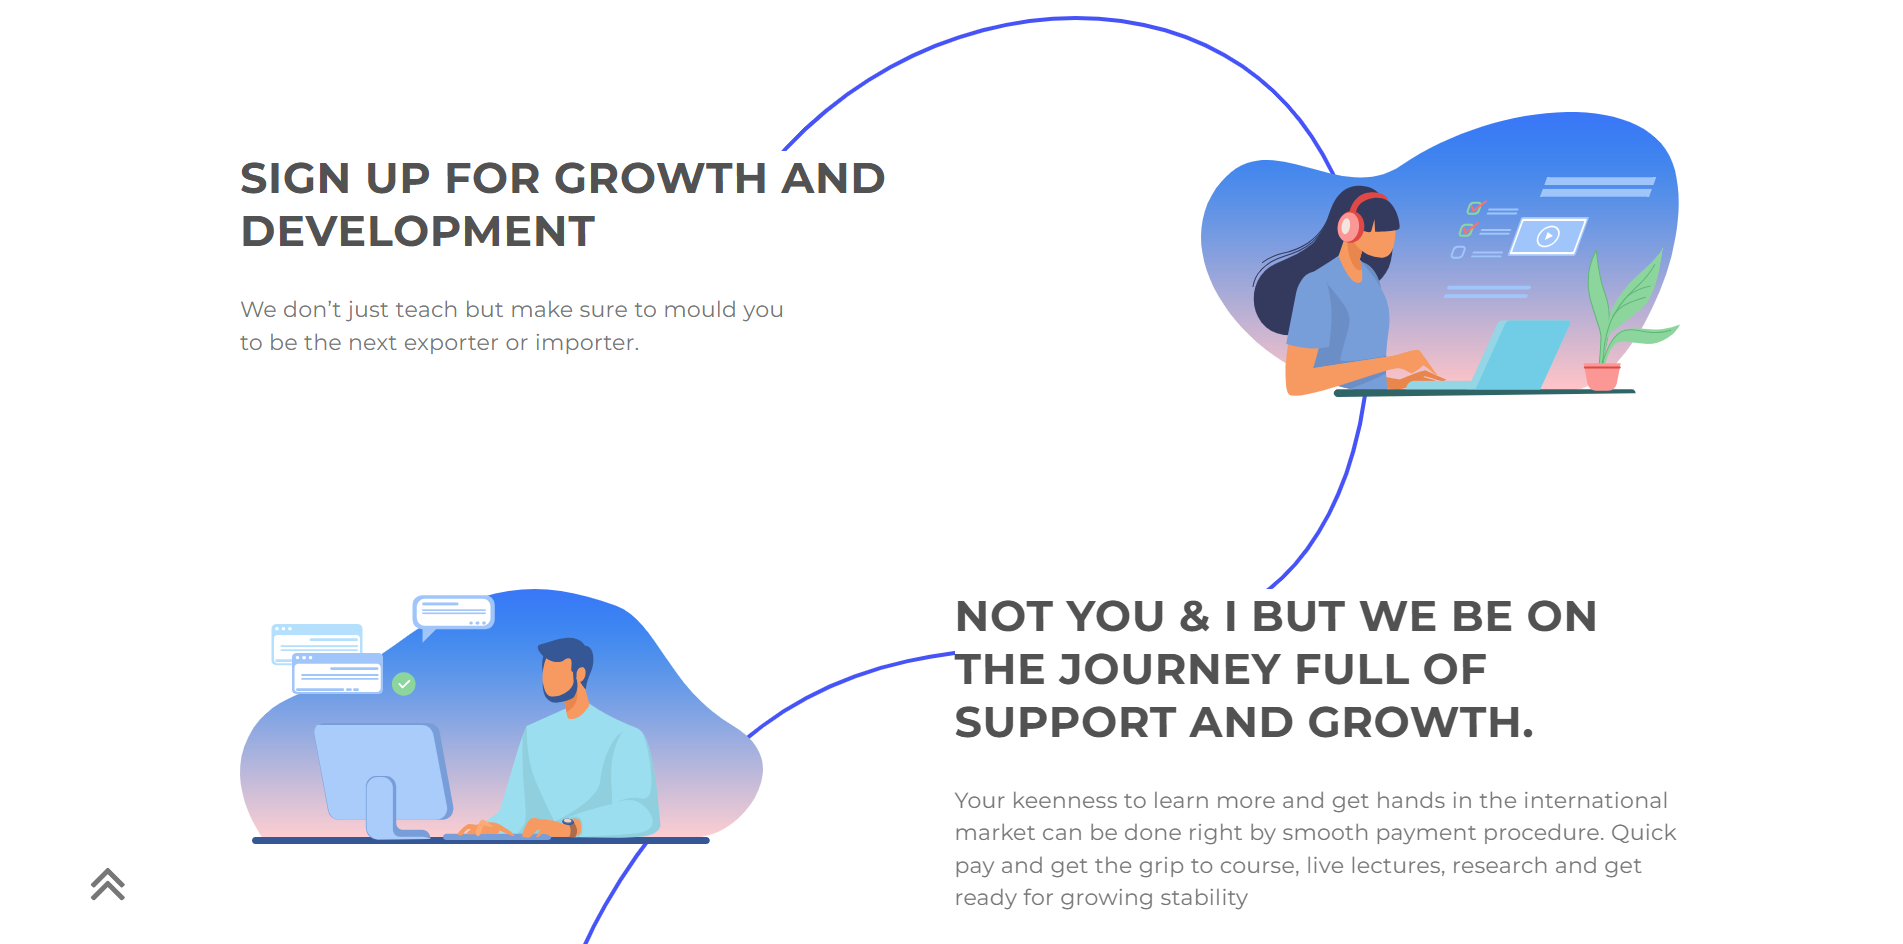 SIGN UP FOR GROWTH AND
DEVELOPMENT
We don’t just teach but make sure to mould you
to be the next exporter or importer.
NOT YOU & I BUT WE BE ON
THE JOURNEY FULL OF
SUPPORT AND GROWTH.
Your keenness to learn more and get hands in the international
market can be done right by smooth payment procedure. Quick
pay and get the grip to course, live lectures, research and get
ready for growing stability